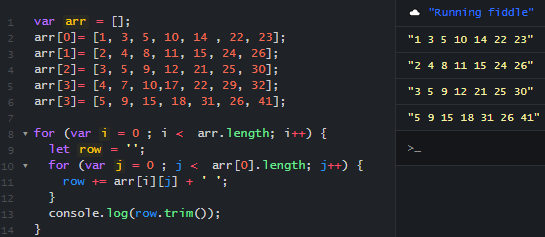 1 var arr = [];
2 arr[0]= [1, 3, 5, 10, 14 , 22, 23];
3 arr[1]= [2, 4, 8, 11, 15, 24, 26];
4 arr[2]= [3, 5, 9, 12, 21, 25, 30];
5 arr[3]= [4, 7, 10,17, 22, 29, 32];
6 arr[3]= [5, 9, 15, 18, 31, 26, 41];
7
8 for (var i = 0 ; i < arr.length; i++) {
9 let row = '';
10 for (var j = 0 ; j < arr[0].length; j++) {
11 row += arr[i][j] + ' ';
12 }
13 console.log(row.trim());
14 }
"Running fiddle"
"1 3 5 10 14 22 23"
"2 4 8 11 15 24 26"
"3 5 9 12 21 25 30"
"5 9 15 18 31 26 41"
>_